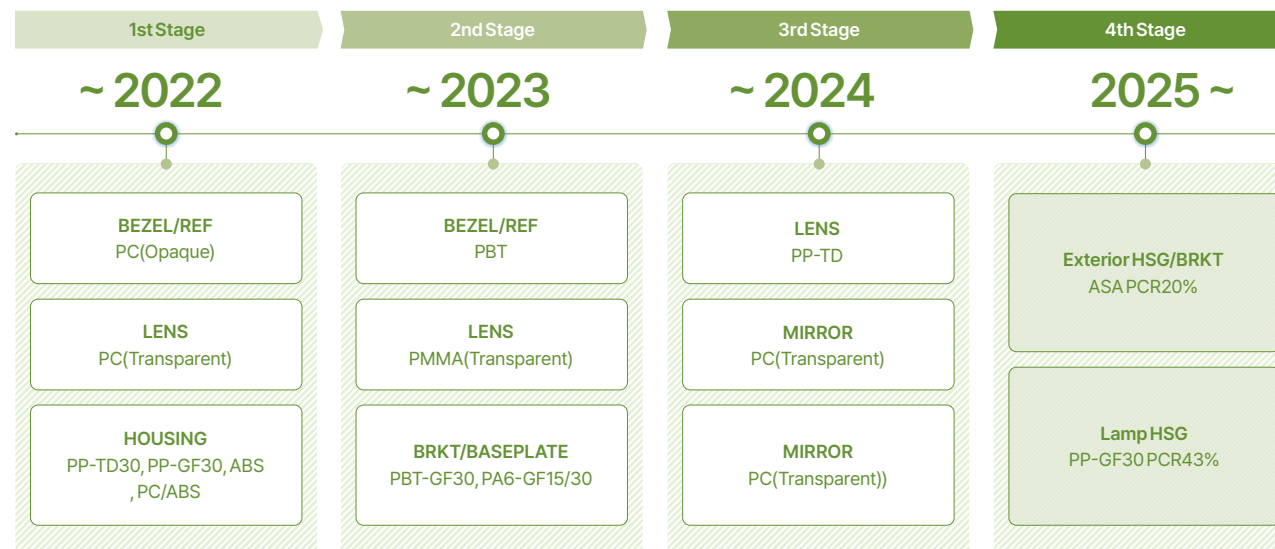 1st Stage
2nd Stage
3rd Stage
4th Stage
~ 2022
~ 2023
~ 2024
2025 ~
BEZEL/REF
PC(Opaque)
LENS
PC(Transparent)
HOUSING
PP-TD30, PP-GF30, ABS
, PC/ABS
BEZEL/REF
PBT
LENS
PMMA(Transparent)
BRKT/BASEPLATE
PBT-GF30, PA6-GF15/30
LENS
PP-TD
MIRROR
PC(Transparent)
MIRROR
PC(Transparent))
Exterior HSG/BRKT
ASA PCR20%
Lamp HSG
PP-GF30 PCR43%